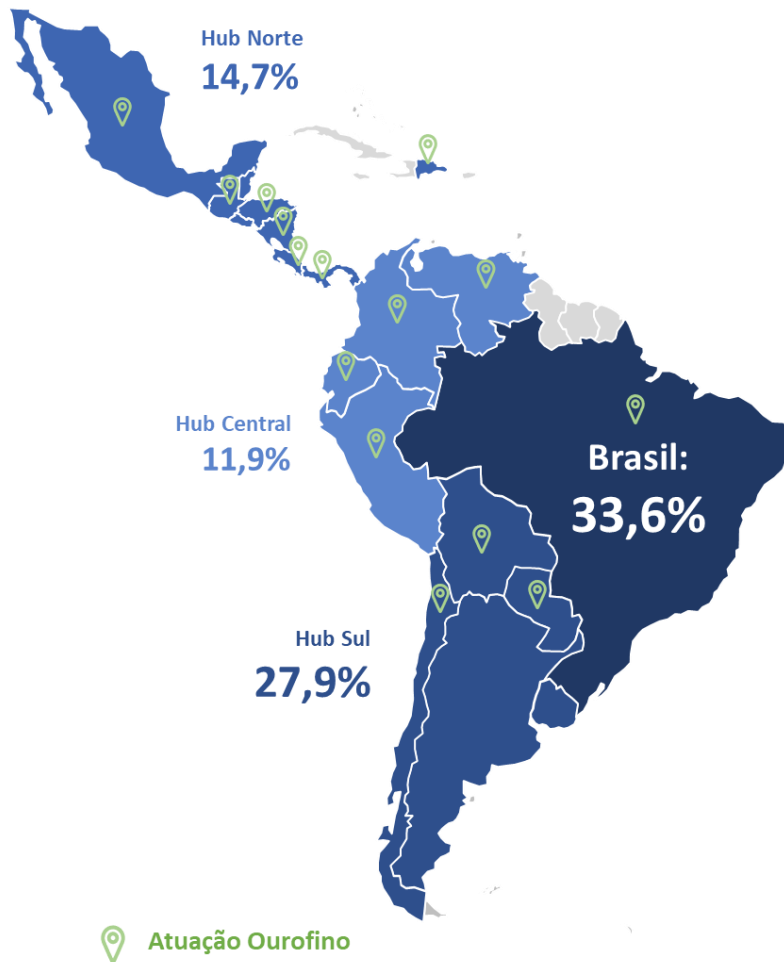 Hub Norte
14,7%
Hub Central
11,9%
Brasil:
33,6%
Hub Sul
27,9%
Atuação Ourofino